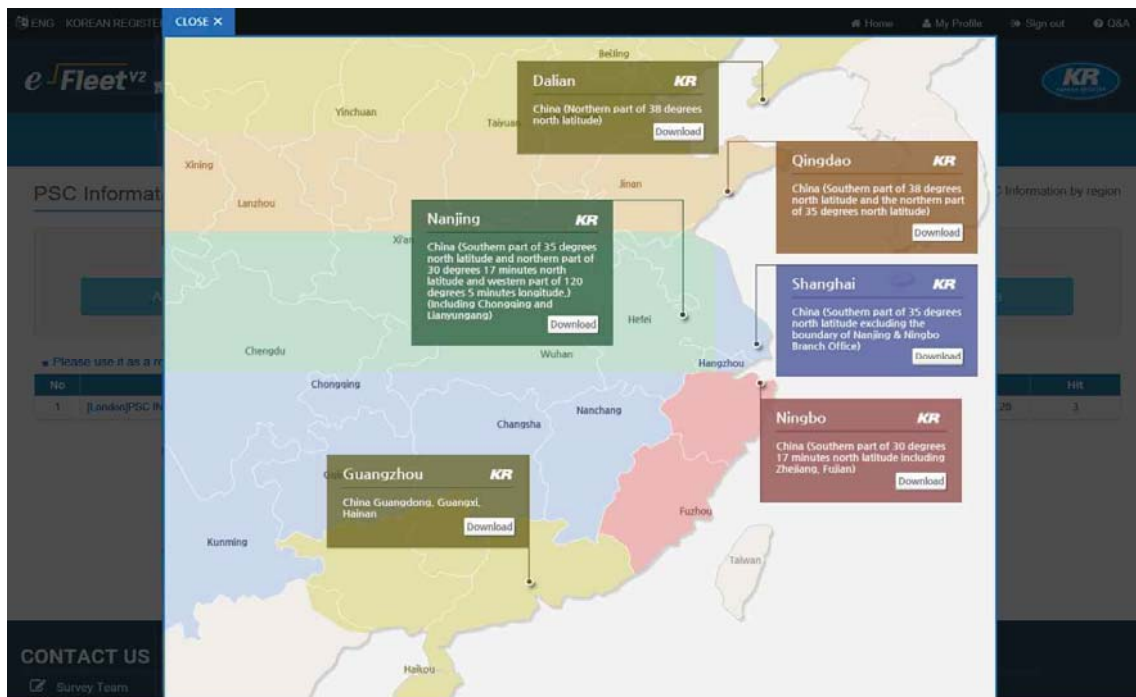 ENG KOREAN REGISTE
CLOSE ×
Home My Profile Sign out Q&A
e-Fleet V2
KR
PSC Informat
C Information by region
Please use it as a re
No Hit
1 [London]PSC IN 20 3
CONTACT US
Survey Team
Beijing
Yinchuan
Taiyuan
Xining
Jinan
Lanzhou
Xi'an
Hefei
Chengdu
Wuhan
Hangzhou
Chongqing
Nanchang
Changsha
Fuzhou
Kunming
Taiwan
Haikou
Dalian KR
China (Northern part of 38 degrees
north latitude)
Download
Qingdao KR
China (Southern part of 38 degrees
north latitude and the northern part
of 35 degrees north latitude)
Download
Nanjing KR
China (Southern part of 35 degrees
north latitude and northern part of
30 degrees 17 minutes north
latitude and western part of 120
degrees 5 minutes longitude.)
(Including Chongqing and
Lianyungang)
Download
Shanghai KR
China (Southern part of 35 degrees
north latitude excluding the
boundary of Nanjing & Ningbo
Branch Office)
Download
Ningbo KR
China (Southern part of 30 degrees
17 minutes north latitude including
Zhejiang, Fujian)
Download
Guangzhou KR
China Guangdong, Guangxi,
Hainan
Download